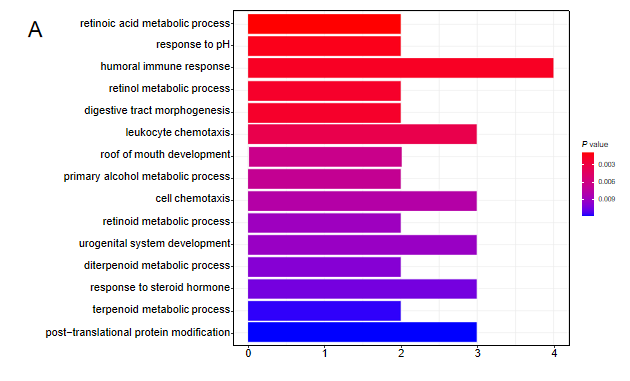 A
retinoic acid metabolic process
response to pH
humoral immune response
retinol metabolic process
digestive tract morphogenesis
leukocyte chemotaxis
roof of mouth development
primary alcohol metabolic process
cell chemotaxis
retinoid metabolic process
urogenital system development
diterpenoid metabolic process
response to steroid hormone
terpenoid metabolic process
post−translational protein modification
0 1 2 3 4
P value
0.003
0.006
0.009